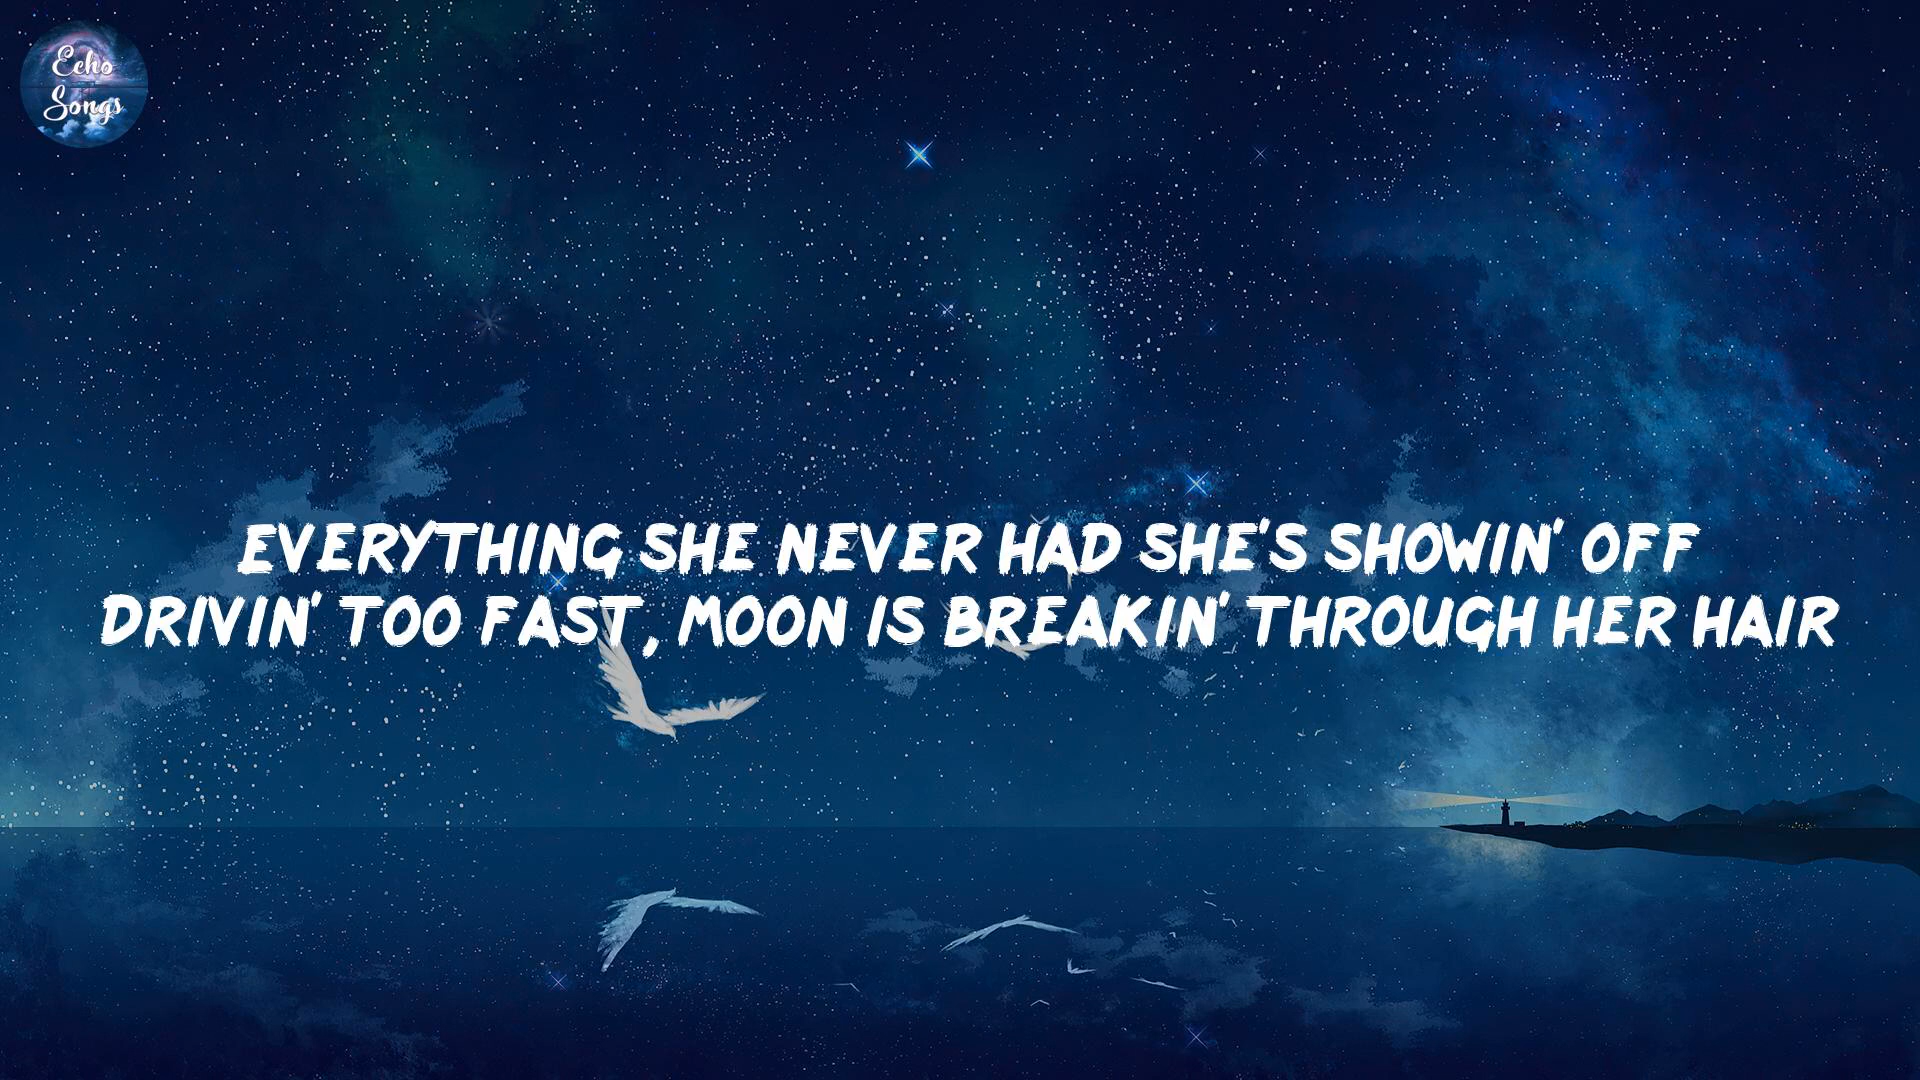 Echo
Songs
EVERYTHING SHE NEVER HAD SHE'S SHOWIN' OFF
DRIVIN' TOO FAST, MOON IS BREAKIN' THROUGH HER HAIR